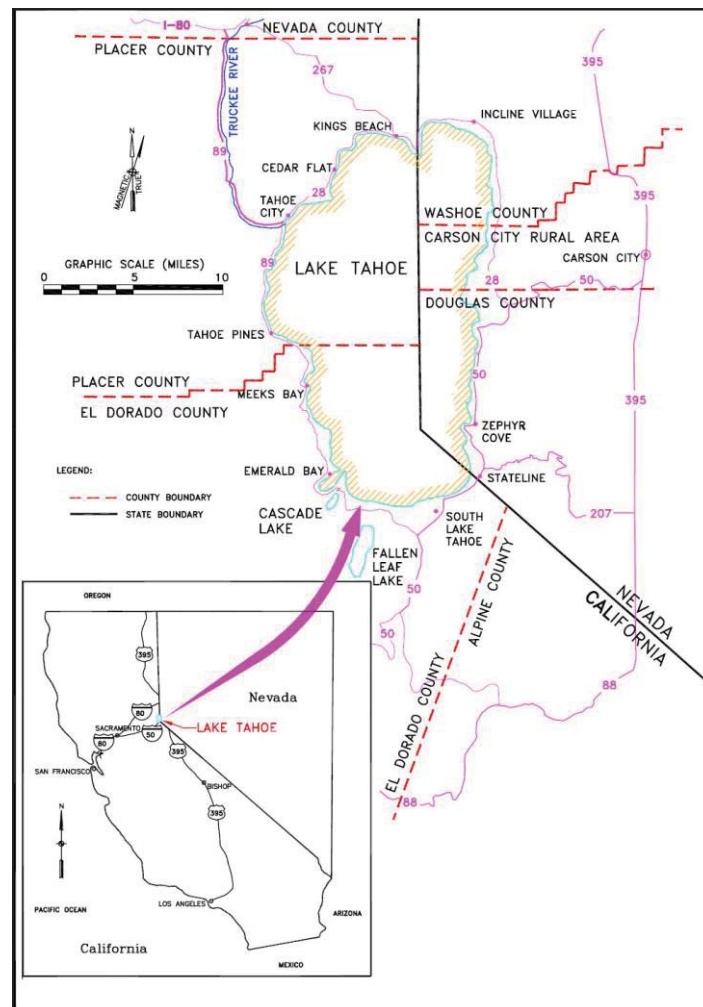 I-80
NEVADA COUNTY
PLACER COUNTY
TRUCKEE RIVER
267
395
INCLINE VILLAGE
KINGS BEACH
89
N
MAGNETIC
TRUE
CEDAR FLAT
28
TAHOE
CITY
WASHOE COUNTY
CARSON CITY RURAL AREA
395
CARSON CITY
GRAPHIC SCALE (MILES)
0
5
10
89
LAKE TAHOE
28
50
DOUGLAS COUNTY
TAHOE PINES
PLACER COUNTY
EL DORADO COUNTY
MEEKS BAY
50
395
ZEPHYR
COVE
LEGEND:
COUNTY BOUNDARY
STATE BOUNDARY
EMERALD BAY
STATELINE
CASCADE
LAKE
SOUTH
LAKE
TAHOE
207
FALLEN
LEAF
LAKE
50
50
ALPINE COUNTY
EL DORADO COUNTY
NEVADA
CALIFORNIA
88
88
OREGON
395
Nevada
80
SACRAMENTO
80
50
LAKE TAHOE
SAN FRANCISCO
395
BISHOP
395
N
LOS ANGELES
PACIFIC OCEAN
ARIZONA
California
MEXICO